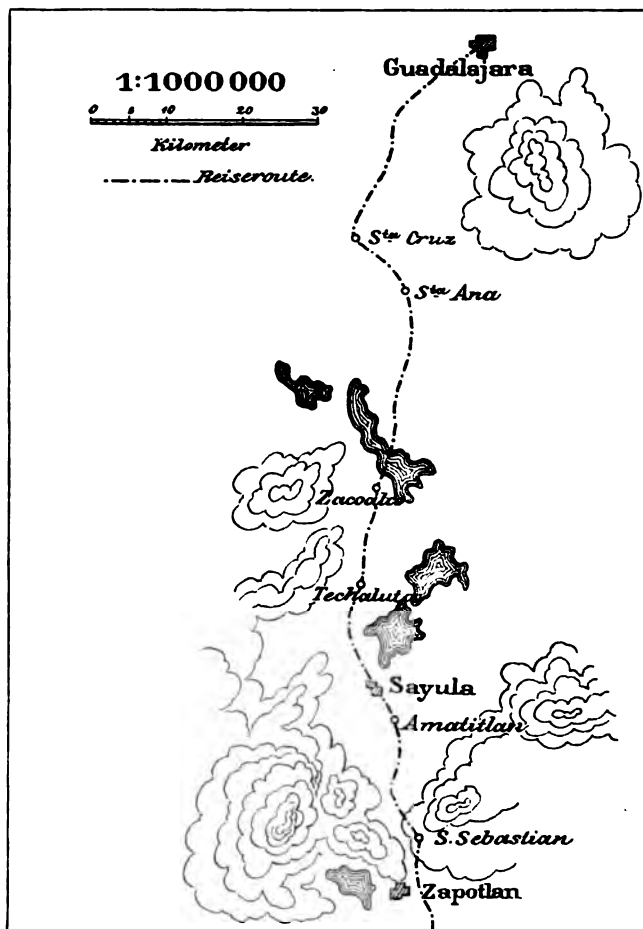 Guadálajara
1:1000000
0 5 10 20 30
Kilometer
Reiseroute.
Sta Cruz
Sta Ana
Zacoalco
Techaluta
Sayula
Amatitlan
S. Sebastian
Zapotlan